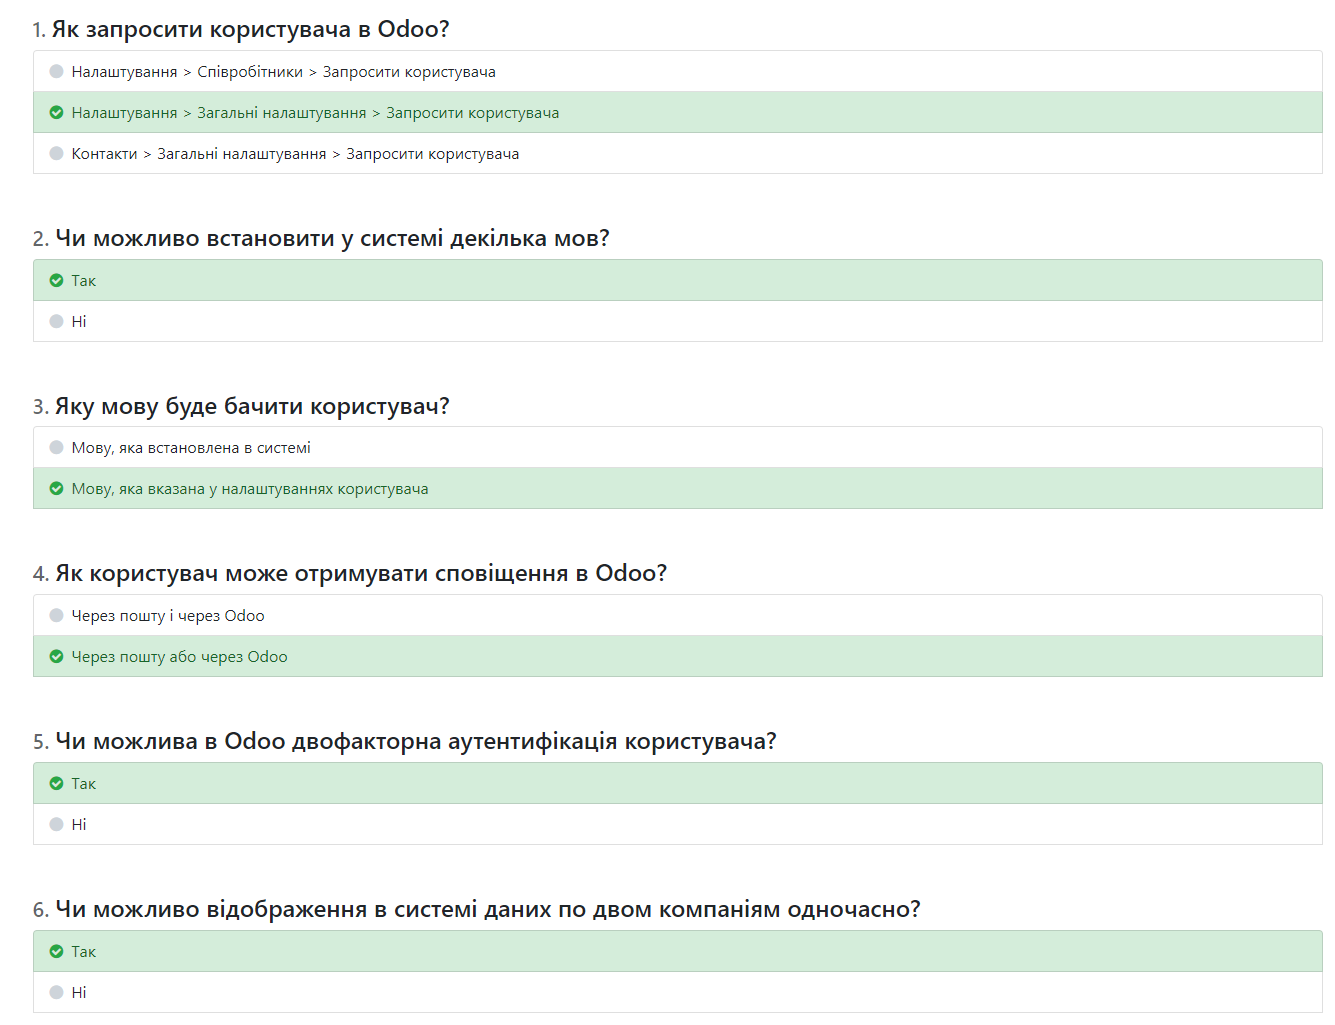 1. Як запросити користувача в Odoo?
Налаштування > Співробітники > Запросити користувача
Налаштування > Загальні налаштування > Запросити користувача
Контакти > Загальні налаштування > Запросити користувача
2. Чи можливо встановити у системі декілька мов?
Так
Ні
3. Яку мову буде бачити користувач?
Мову, яка встановлена в системі
Мову, яка вказана у налаштуваннях користувача
4. Як користувач може отримувати сповіщення в Odoo?
Через пошту і через Odoo
Через пошту або через Odoo
5. Чи можлива в Odoo двофакторна аутентифікація користувача?
Так
Ні
6. Чи можливо відображення в системі даних по двом компаніям одночасно?
Так
Ні